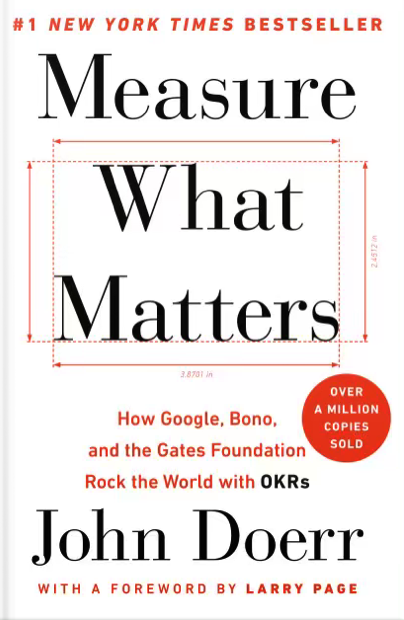 #1 NEW YORK TIMES BESTSELLER
Measure
What
2.4512 in
Matters
3.8701 in
OVER
A MILLION
COPIES
SOLD
How Google, Bono,
and the Gates Foundation
Rock the World with OKRs
John Doerr
WITH A FOREWORD BY LARRY PAGE